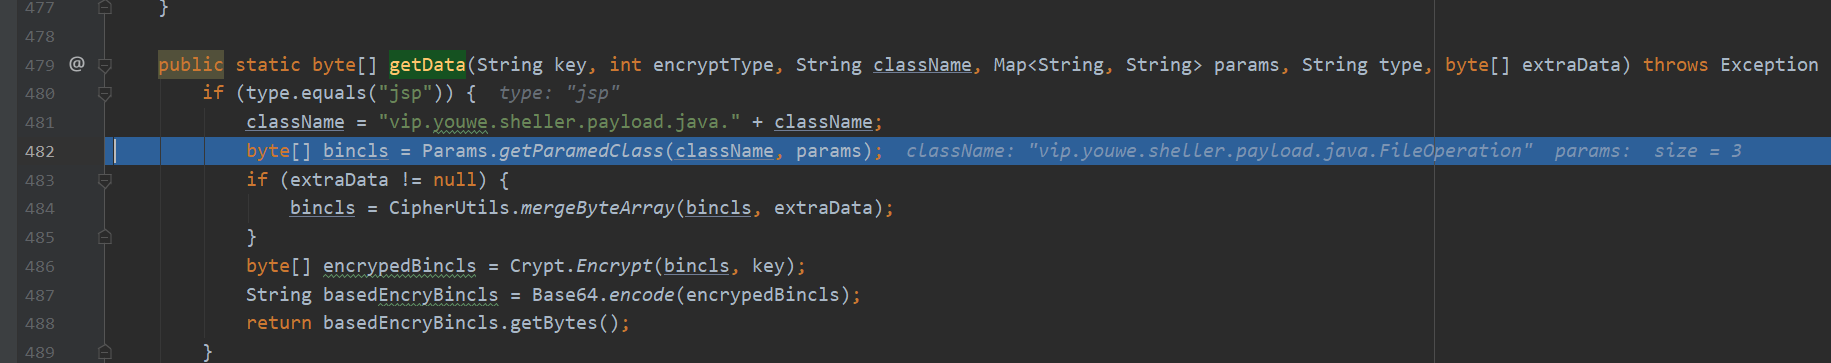 477 }
478
479 @ public static byte[] getData(String key, int encryptType, String className, Map<String, String> params, String type, byte[] extraData) throws Exception
480 if (type.equals("jsp")) { type: "jsp"
481 className = "vip.youwe.sheller.payload.java." + className;
482 byte[] bincls = Params.getParamedClass(className, params); className: "vip.youwe.sheller.payload.java.FileOperation" params: size = 3
483 if (extraData != null) {
484 bincls = CipherUtils.mergeByteArray(bincls, extraData);
485 }
486 byte[] encrypedBincls = Crypt.Encrypt(bincls, key);
487 String basedEncryBincls = Base64.encode(encrypedBincls);
488 return basedEncryBincls.getBytes();
489 }